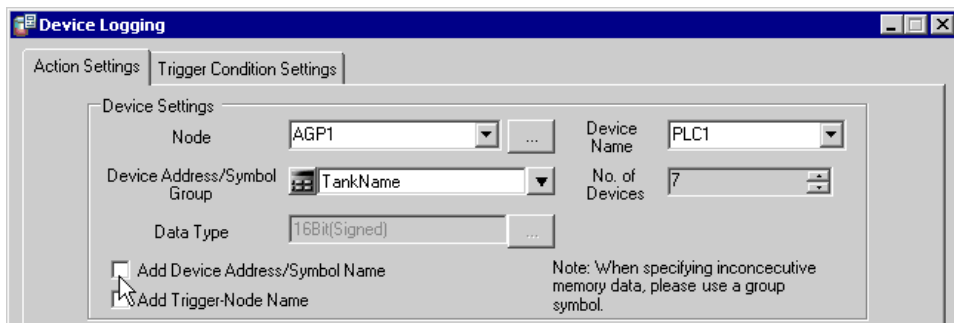 Device Logging
Action Settings
Trigger Condition Settings
Device Settings
Node
AGP1
...
Device
Name
PLC1
Device Address/Symbol
Group
TankName
No. of
Devices
7
Data Type
16Bit(Signed)
...
Add Device Address/Symbol Name
Add Trigger-Node Name
Note: When specifying inconcecutive
memory data, please use a group
symbol.